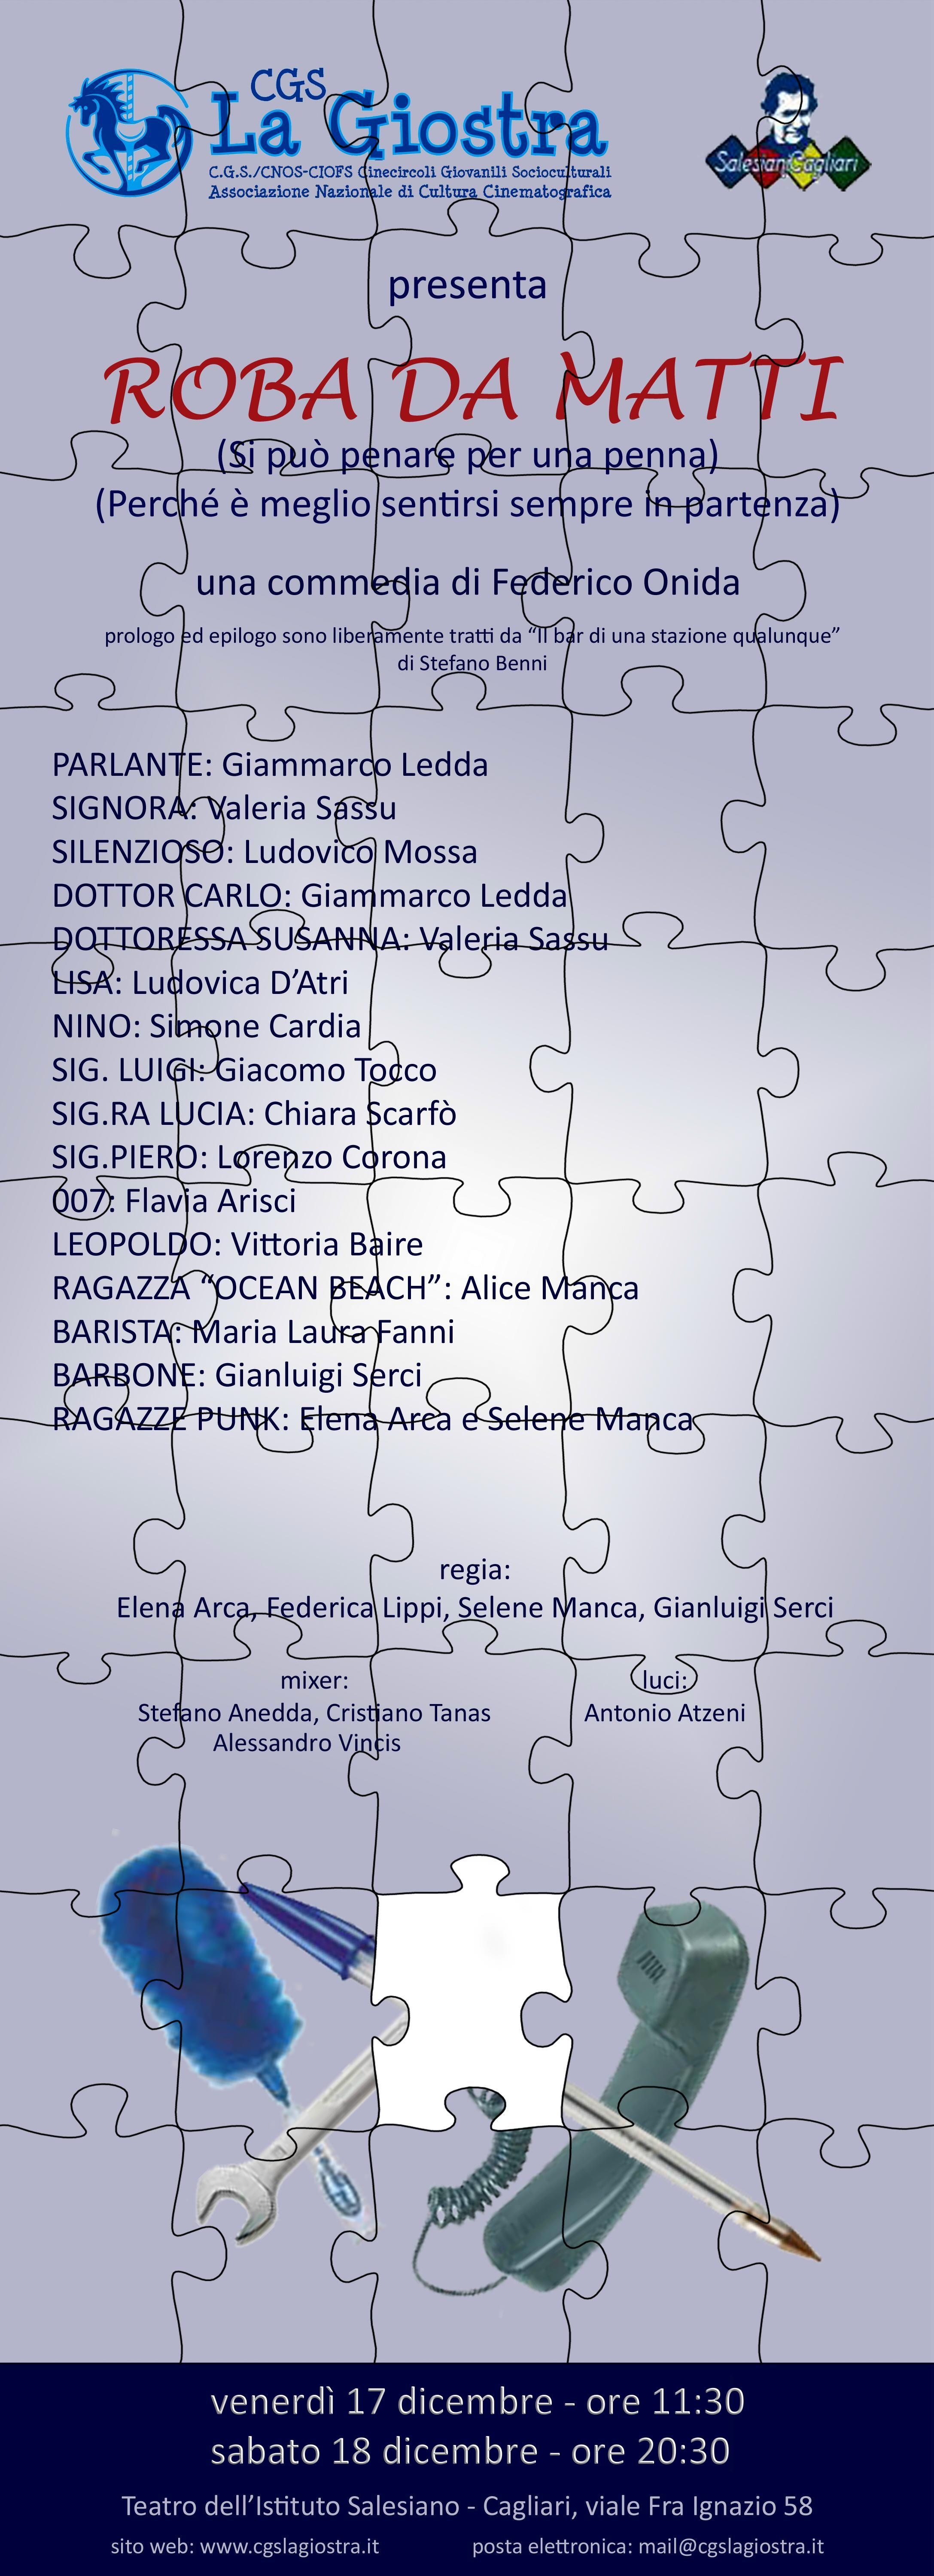 CGS
La Giostra
C.G.S./CNOS-CIOFS Cinecircoli Giovanili Socioculturali
Associazione Nazionale di Cultura Cinematografica
SalesianiCagliari
presenta
ROBA DA MATTI
(Si può penare per una penna)
(Perché è meglio sentirsi sempre in partenza)
una commedia di Federico Onida
prologo ed epilogo sono liberamente tratti da “Il bar di una stazione qualunque”
di Stefano Benni
PARLANTE: Giammarco Ledda
SIGNORA: Valeria Sassu
SILENZIOSO: Ludovico Mossa
DOTTOR CARLO: Giammarco Ledda
DOTTORESSA SUSANNA: Valeria Sassu
LISA: Ludovica D’Atri
NINO: Simone Cardia
SIG. LUIGI: Giacomo Tocco
SIG.RA LUCIA: Chiara Scarfò
SIG.PIERO: Lorenzo Corona
007: Flavia Arisci
LEOPOLDO: Vittoria Baire
RAGAZZA “OCEAN BEACH”: Alice Manca
BARISTA: Maria Laura Fanni
BARBONE: Gianluigi Serci
RAGAZZE PUNK: Elena Arca e Selene Manca
regia:
Elena Arca, Federica Lippi, Selene Manca, Gianluigi Serci
mixer:
Stefano Anedda, Cristiano Tanas
Alessandro Vincis
luci:
Antonio Atzeni
venerdì 17 dicembre - ore 11:30
sabato 18 dicembre - ore 20:30
Teatro dell’Istituto Salesiano - Cagliari, viale Fra Ignazio 58
sito web: www.cgslagiostra.it posta elettronica: mail@cgslagiostra.it